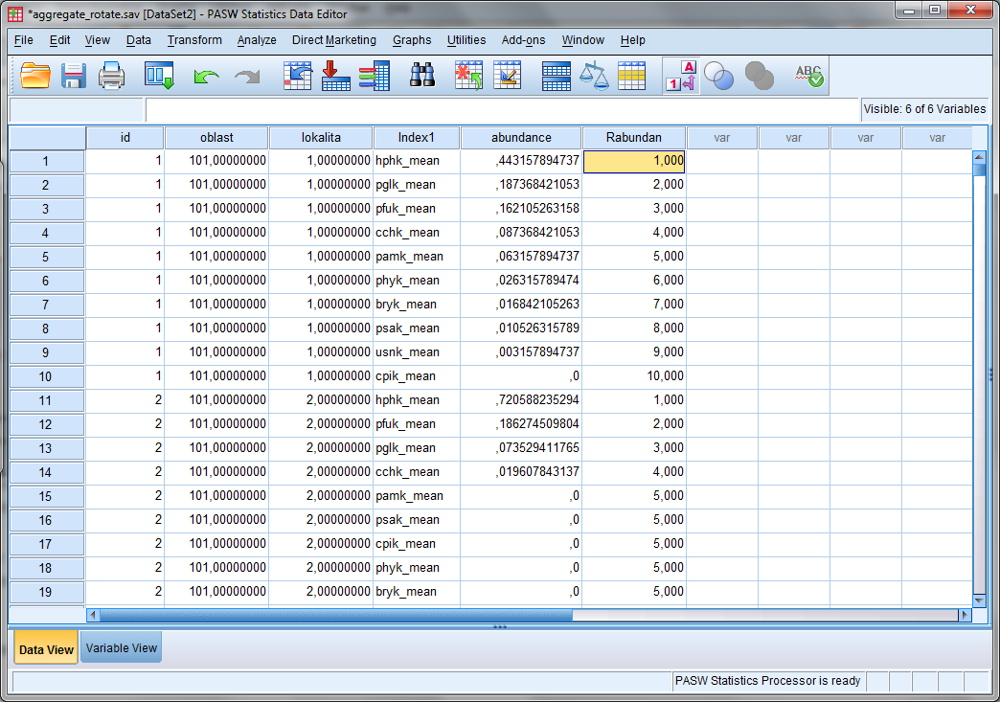 *aggregate_rotate.sav [DataSet2] - PASW Statistics Data Editor
File Edit View Data Transform Analyze Direct Marketing Graphs Utilities Add-ons Window Help
A
1
ABC
Visible: 6 of 6 Variables
id oblast lokalita Index1 abundance Rabundan var var var var
1 1 101,00000000 1,00000000 hphk_mean ,443157894737 1,000
2 1 101,00000000 1,00000000 pglk_mean ,187368421053 2,000
3 1 101,00000000 1,00000000 pfuk_mean ,162105263158 3,000
4 1 101,00000000 1,00000000 cchk_mean ,087368421053 4,000
5 1 101,00000000 1,00000000 pamk_mean ,063157894737 5,000
6 1 101,00000000 1,00000000 phyk_mean ,026315789474 6,000
7 1 101,00000000 1,00000000 bryk_mean ,016842105263 7,000
8 1 101,00000000 1,00000000 psak_mean ,010526315789 8,000
9 1 101,00000000 1,00000000 usnk_mean ,003157894737 9,000
10 1 101,00000000 1,00000000 cpik_mean ,0 10,000
11 2 101,00000000 2,00000000 hphk_mean ,720588235294 1,000
12 2 101,00000000 2,00000000 pfuk_mean ,186274509804 2,000
13 2 101,00000000 2,00000000 pglk_mean ,073529411765 3,000
14 2 101,00000000 2,00000000 cchk_mean ,019607843137 4,000
15 2 101,00000000 2,00000000 pamk_mean ,0 5,000
16 2 101,00000000 2,00000000 psak_mean ,0 5,000
17 2 101,00000000 2,00000000 cpik_mean ,0 5,000
18 2 101,00000000 2,00000000 phyk_mean ,0 5,000
19 2 101,00000000 2,00000000 bryk_mean ,0 5,000
Data View Variable View
PASW Statistics Processor is ready